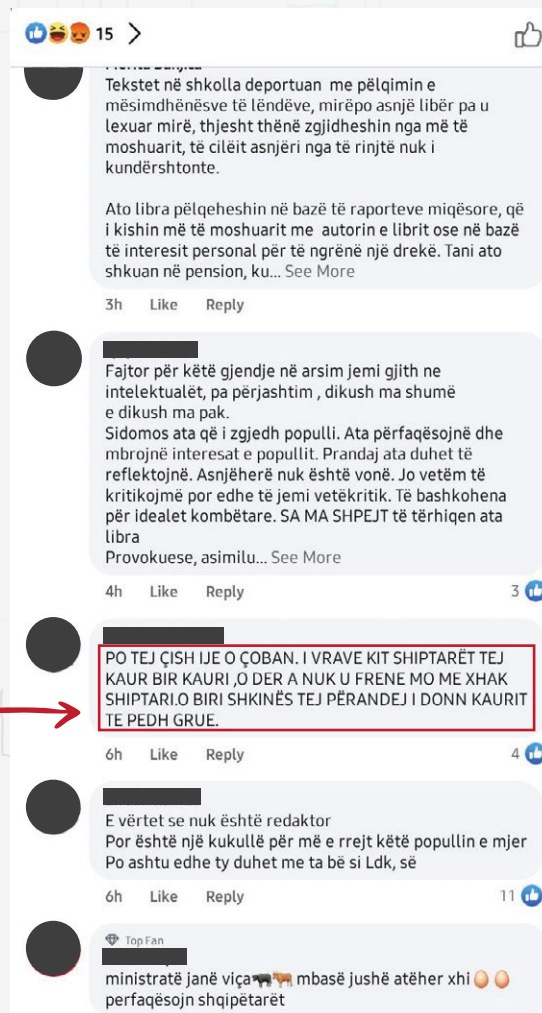 15
Tekstet në shkolla deportuan me pëlqimin e
mësimdhënësve të lëndëve, mirëpo asnjë libër pa u
lexuar mirë, thjesht thënë zgjidheshin nga më të
moshuarit, të cilëit asnjëri nga të rinjtë nuk i
kundërshtonte.
Ato libra pëlqeheshin në bazë të raporteve miqësore, që
i kishin më të moshuarit me autorin e librit ose në bazë
të interesit personal për të ngrënë një drekë. Tani ato
shkuan në pension, ku... See More
3h Like Reply
Fajtor për këtë gjendje në arsim jemi gjith ne
intelektualët, pa përjashtim , dikush ma shumë
e dikush ma pak.
Sidomos ata që i zgjedh populli. Ata përfaqësojnë dhe
mbrojnë interesat e popullit. Prandaj ata duhet të
reflektojnë. Asnjëherë nuk është vonë. Jo vetëm të
kritikojmë por edhe të jemi vetëkritik. Të bashkohena
për idealet kombëtare. SA MA SHPEJT të tërhiqen ata
libra
Provokuese, asimilu... See More
4h Like Reply 3
PO TEJ ÇISH IJE O ÇOBAN. I VRAVE KIT SHIPTARËT TEJ
KAUR BIR KAURI ,O DER A NUK U FRENE MO ME XHAK
SHIPTARI.O BIRI SHKINËS TEJ PËRANDEJ I DONN KAURIT
TE PEDH GRUE.
6h Like Reply 4
E vërtet se nuk është redaktor
Por është një kukullë për më e rrejt këtë popullin e mjer
Po ashtu edhe ty duhet me ta bë si Ldk, së
6h Like Reply 11
Top Fan
ministratë janë viça🐃🐂 mbasë jushë atëher xhi🥚🥚
perfaqësojn shqipëtarët